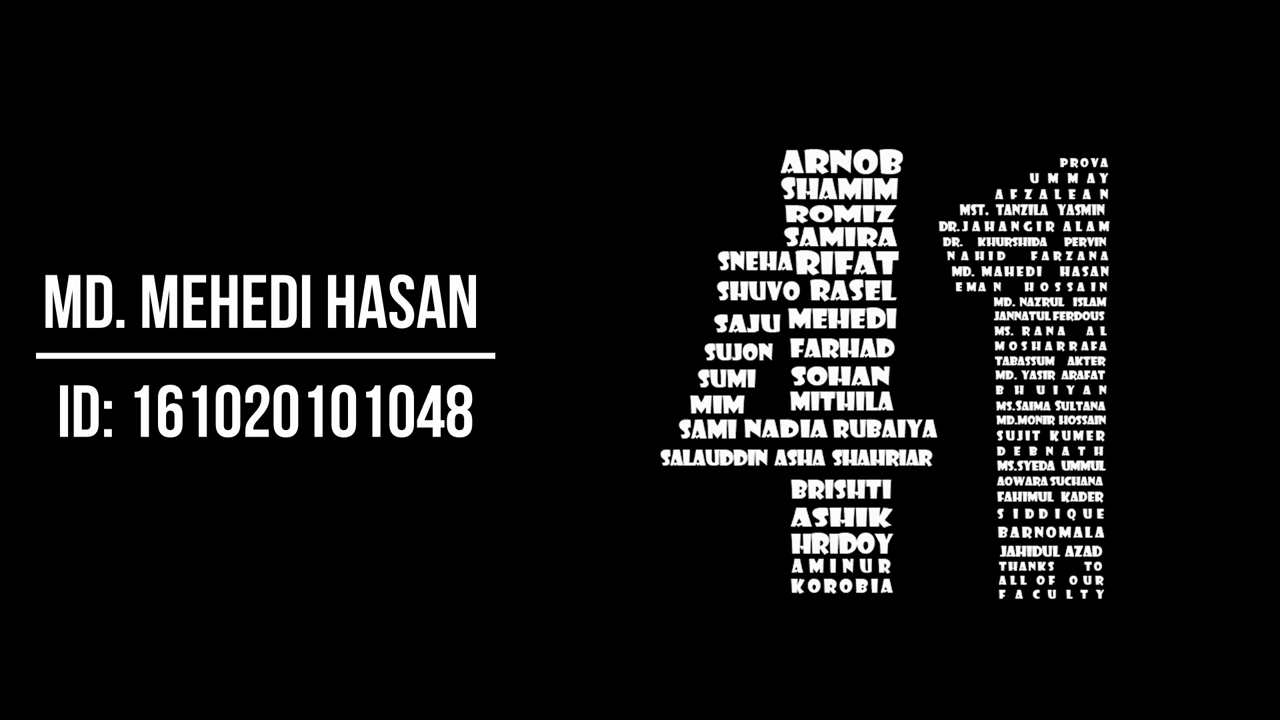 MD. MEHEDI HASAN
ID: 161020101048
ARNOB
SHAMIM
ROMIZ
SAMIRA
SNEHA RIFAT
SHUVO RASEL
SAJU MEHEDI
SUJON FARHAD
SUMI SOHAN
MIM MITHILA
SAMI NADIA RUBAIYA
SALAUDDIN ASHA SHAHRIAR
BRISHTI
ASHIK
HRIDOY
AMINUR
KOROBIA
PROVA
UMMAY
AFZALEAN
MST. TANZILA YASMIN
DR.JAHANGIR ALAM
DR. KHURSHIDA PERVIN
NAHID FARZANA
MD. MAHEDI HASAN
EMAN HOSSAIN
MD. NAZRUL ISLAM
JANNATUL FERDOUS
MS. RANA AL
MOSHARRAFA
TABASSUM AKTER
MD. YASIR ARAFAT
BHUIYAN
MS.SAIMA SULTANA
MD.MONIR HOSSAIN
SUJIT KUMER
DEBNATH
MS.SYEDA UMMUL
AOWARA SUCHANA
FAHIMUL KADER
SIDDIQUE
BARNOMALA
JAHIDUL AZAD
THANKS TO
ALL OF OUR
FACULTY